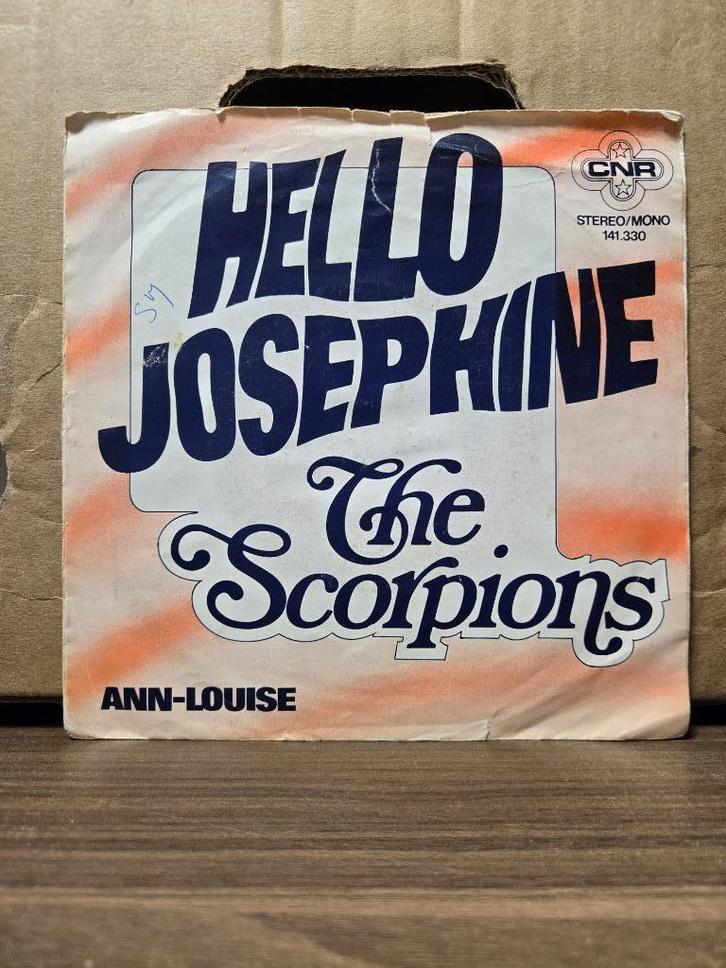 HELLO
JOSEPHINE
CNR
STEREO/MONO
141.330
The
Scorpions
ANN-LOUISE